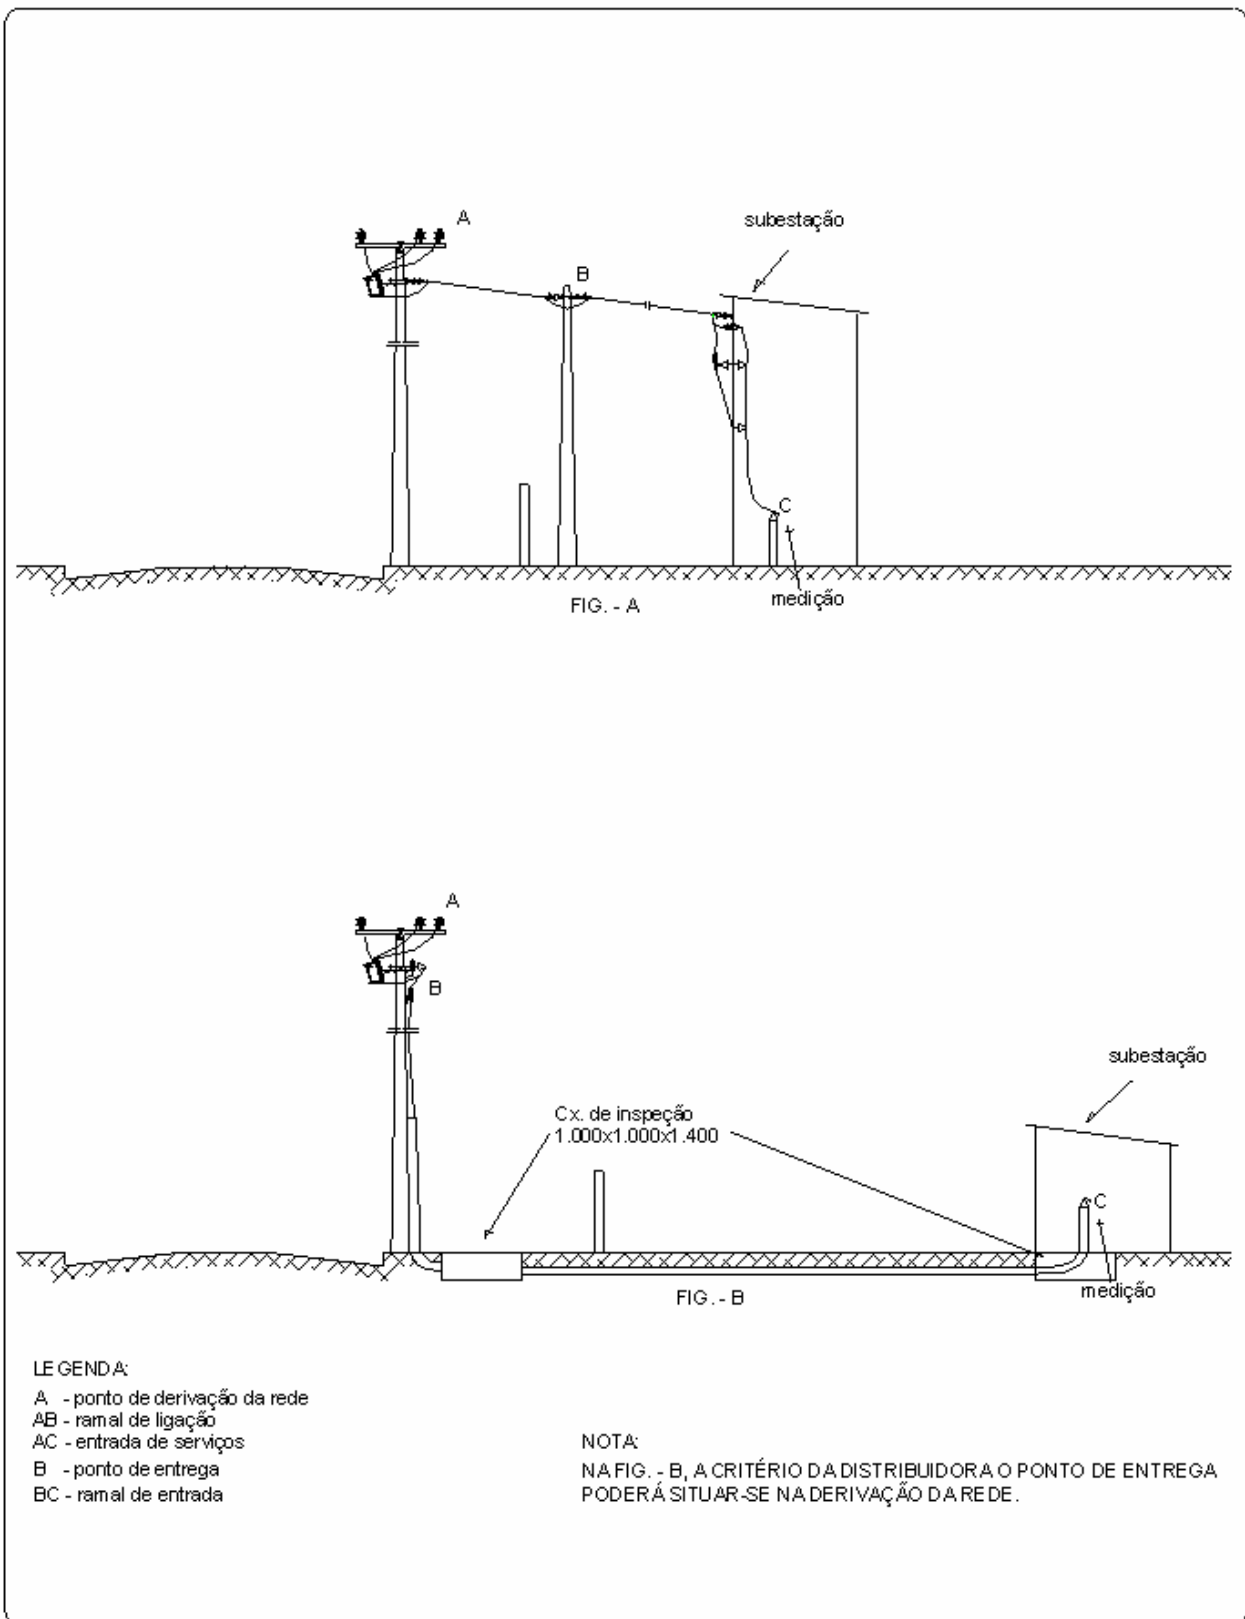 A
subestação
B
C
medição
FIG. - A
A
B
subestação
Cx. de inspeção
1.000x1.000x1.400
C
medição
FIG. - B
LEGENDA:
A - ponto de derivação da rede
AB - ramal de ligação
AC - entrada de serviços
B - ponto de entrega
BC - ramal de entrada
NOTA:
NA FIG. - B, A CRITÉRIO DA DISTRIBUIDORA O PONTO DE ENTREGA
PODERÁ SITUAR-SE NA DERIVAÇÃO DA REDE.